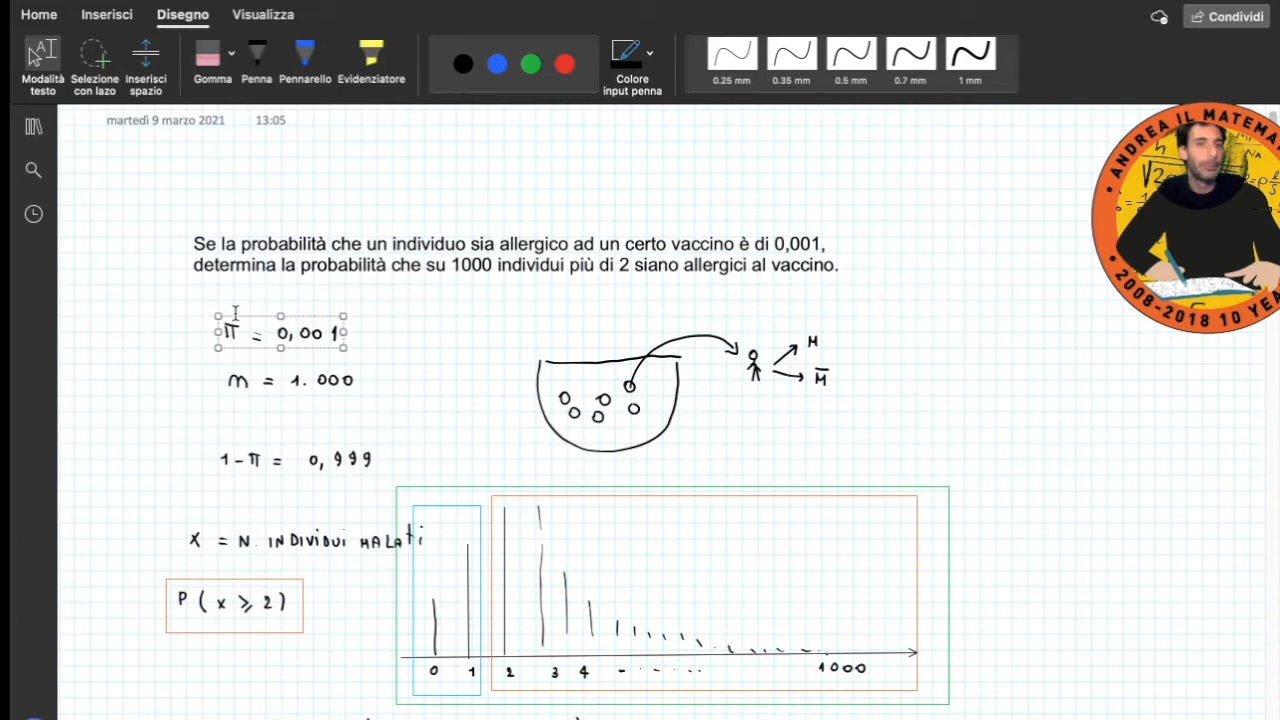 Home Inserisci Disegno Visualizza
Condividi
Modalità testo
Selezione con lazo
Inserisci spazio
Gomma
Penna
Pennarello
Evidenziatore
Colore input penna
0.25 mm
0.35 mm
0.5 mm
0.7 mm
1 mm
martedì 9 marzo 2021 13:05
ANDREA IL MATEMA
2008-2018 10 YEA
Se la probabilità che un individuo sia allergico ad un certo vaccino è di 0,001,
determina la probabilità che su 1000 individui più di 2 siano allergici al vaccino.
π = 0,001
n = 1.000
M
M̅
1-π = 0,999
X = N. INDIVIDUI MALATI
P (x ⩾ 2)
0 1 2 3 4 1000